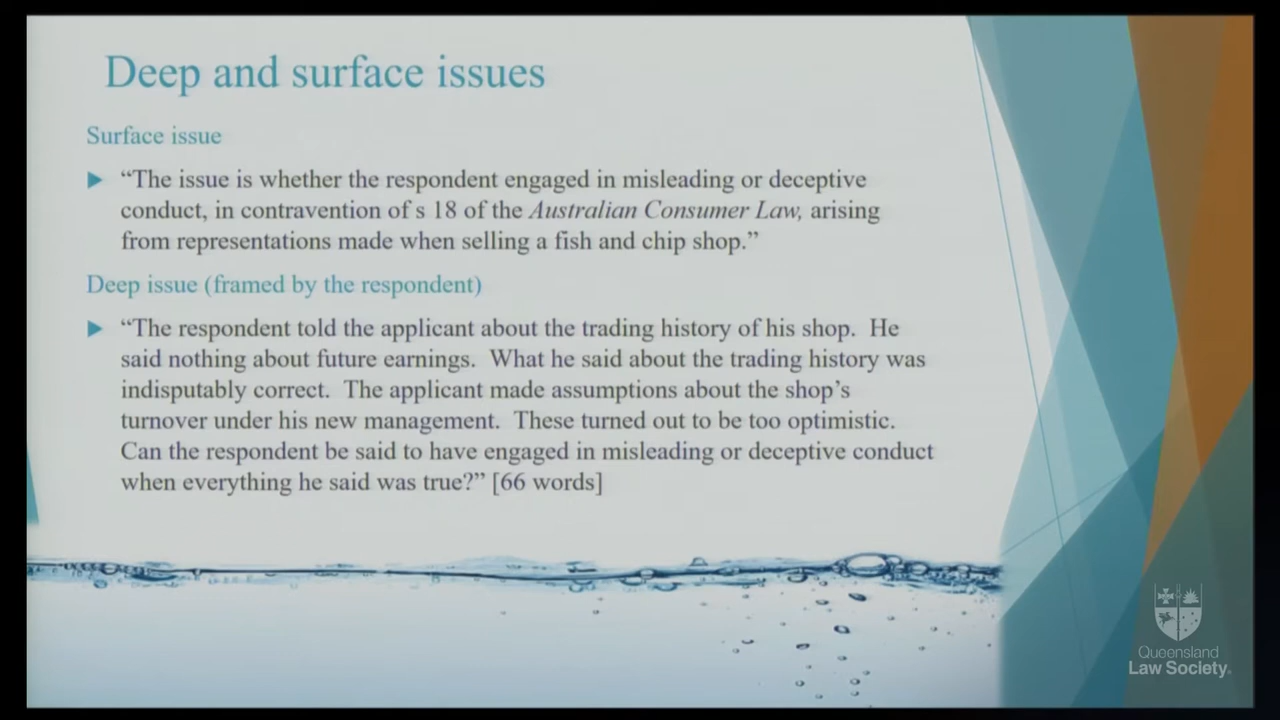 Deep and surface issues
Surface issue
“The issue is whether the respondent engaged in misleading or deceptive
conduct, in contravention of s 18 of the Australian Consumer Law, arising
from representations made when selling a fish and chip shop.”
Deep issue (framed by the respondent)
“The respondent told the applicant about the trading history of his shop. He
said nothing about future earnings. What he said about the trading history was
indisputably correct. The applicant made assumptions about the shop’s
turnover under his new management. These turned out to be too optimistic.
Can the respondent be said to have engaged in misleading or deceptive conduct
when everything he said was true?” [66 words]
Queensland
Law Society